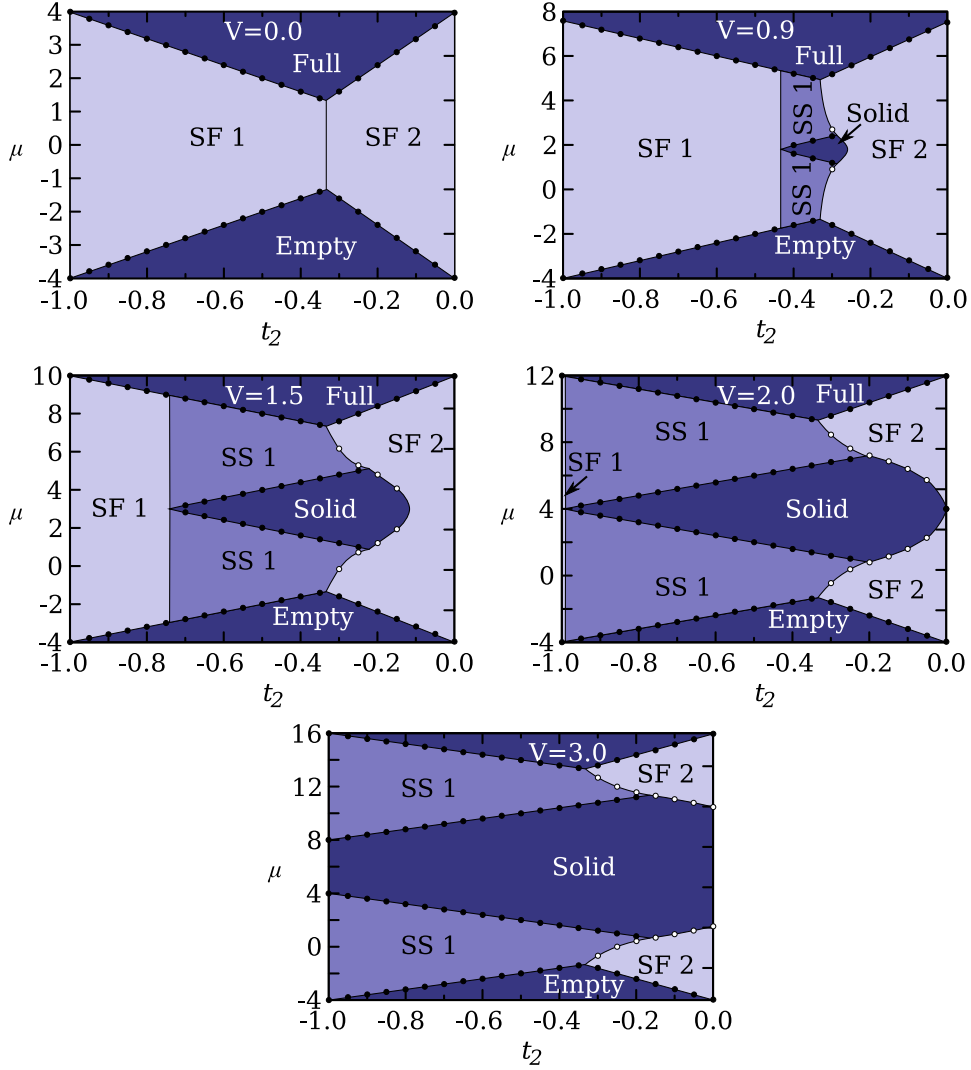 4
3
2
1
0
-1
-2
-3
-4
μ
V=0.0
Full
SF 1
SF 2
Empty
-1.0 -0.8 -0.6 -0.4 -0.2 0.0
t2
8
6
4
2
0
-2
-4
μ
V=0.9
Full
SS 1
Solid
SF 1
SF 2
SS 1
Empty
-1.0 -0.8 -0.6 -0.4 -0.2 0.0
t2
10
8
6
4
2
0
-2
-4
μ
V=1.5 Full
SF 2
SS 1
SF 1
Solid
SS 1
Empty
-1.0 -0.8 -0.6 -0.4 -0.2 0.0
t2
12
8
4
0
-4
μ
V=2.0 Full
SS 1
SF 2
SF 1
Solid
SS 1
SF 2
Empty
-1.0 -0.8 -0.6 -0.4 -0.2 0.0
t2
16
12
8
4
0
-4
μ
V=3.0
SF 2
SS 1
Solid
SS 1
SF 2
Empty
-1.0 -0.8 -0.6 -0.4 -0.2 0.0
t2